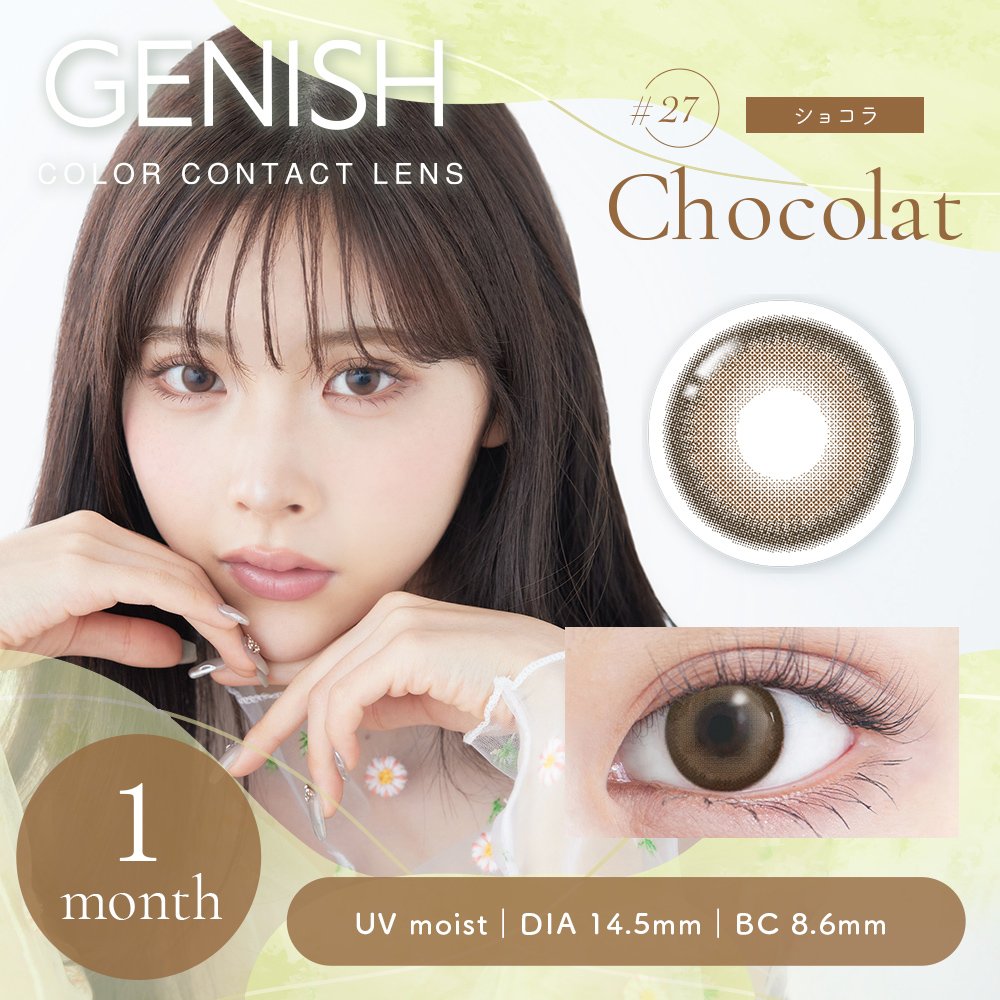 GENISH
COLOR CONTACT LENS
#27
ショコラ
Chocolat
1
month
UV moist｜DIA 14.5mm｜BC 8.6mm